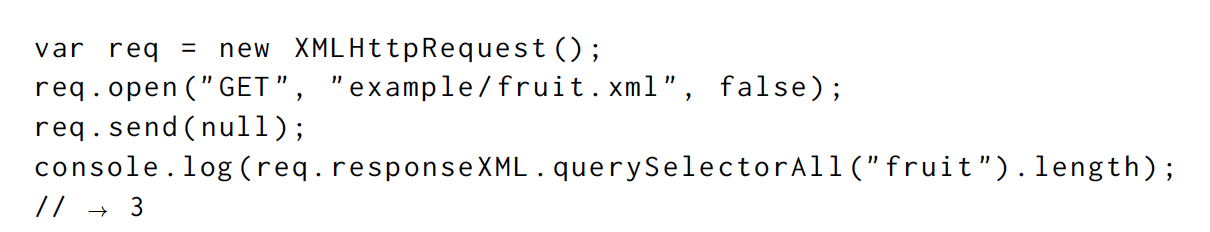 var req = new XMLHttpRequest();
req.open("GET", "example/fruit.xml", false);
req.send(null);
console.log(req.responseXML.querySelectorAll("fruit").length);
// → 3